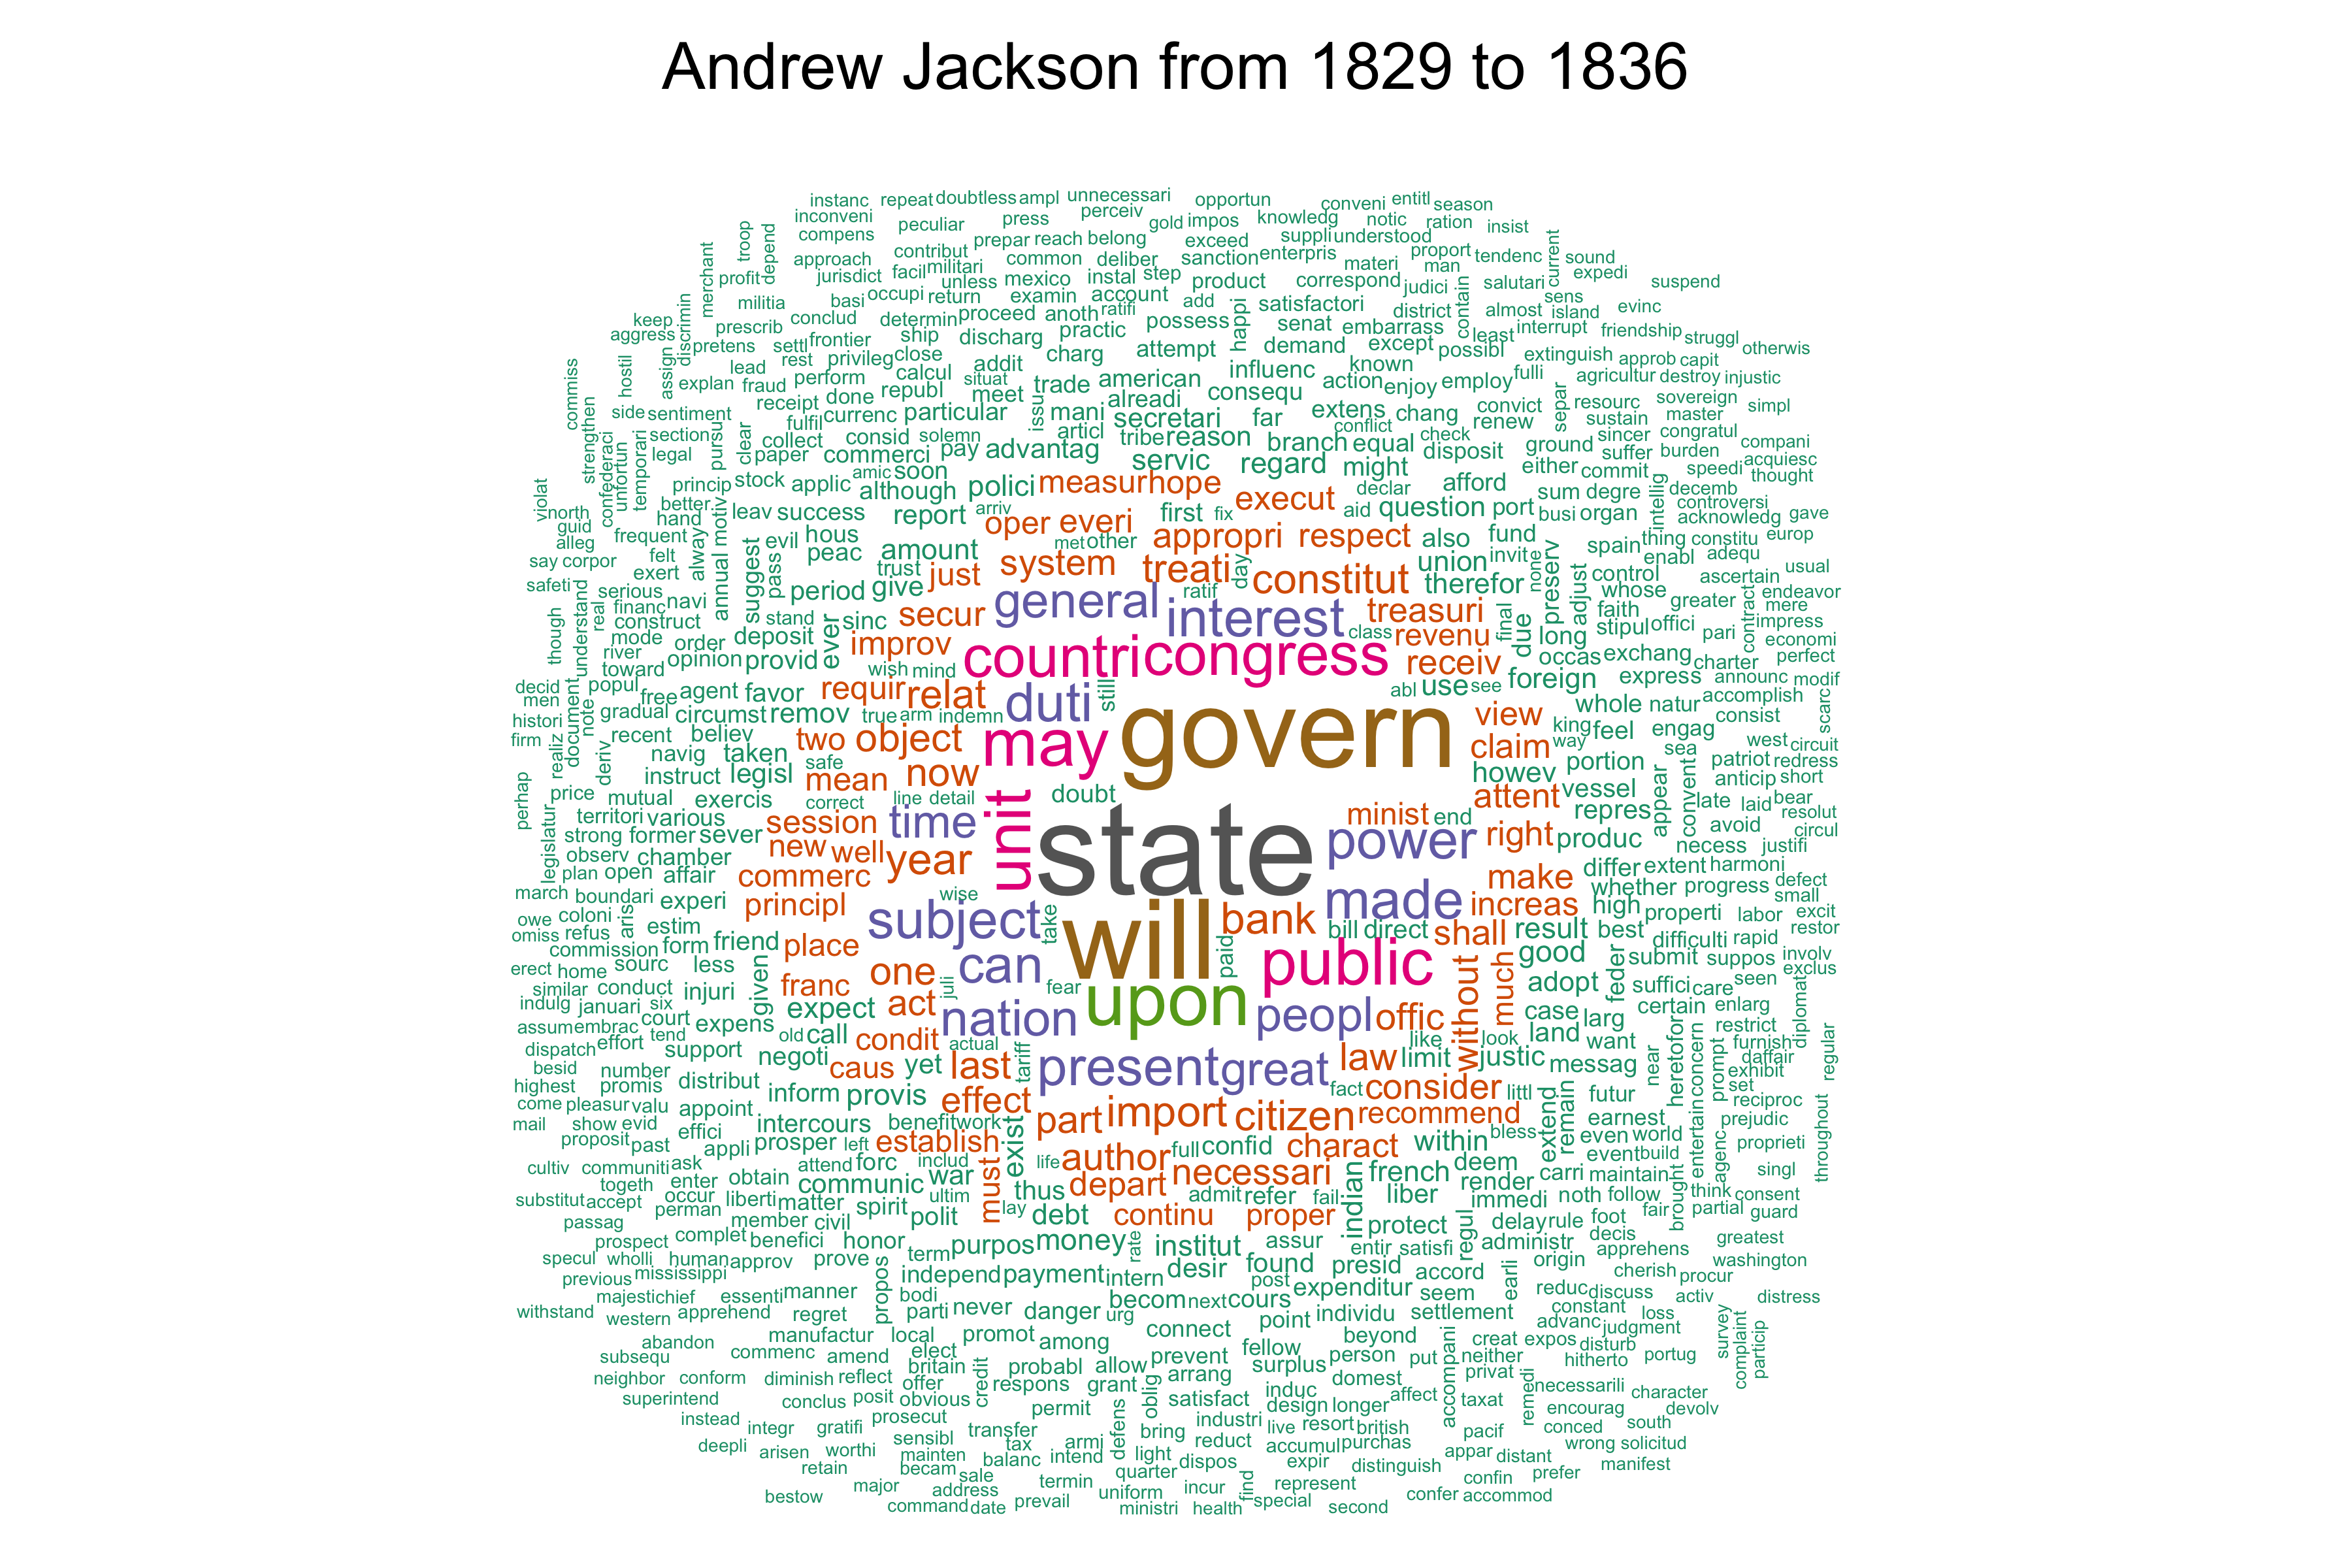 Andrew Jackson from 1829 to 1836
instanc repeat doubtless ampl unnecessari opportun conveni entitl season
inconveni peculiar press perceiv gold impos knowledg notic ration insist
troop compens contribut prepar reach belong exceed suppli understood proport tendenc current
merchant depend approach facil militari common deliber sanction enterpris materi man sound
profit jurisdict unless mexico instal step product correspond judici salutari expedi suspend
militia basi occupi return examin account add satisfactori district contain almost sens island evinc
keep prescrib conclud determin proceed anoth ratifi possess happi senat embarrass least interrupt friendship struggl
aggress discrimin pretens settl frontier ship discharg practic attempt demand except possibl extinguish approb capit otherwis
commiss hostil assign lead rest privileg close addit charg influenc known
explan fraud perform calcul situat meet trade american consequ action enjoy employ fulli agricultur destroy injustic
receipt done republ issu mani alreadi extens chang convict separ resourc sovereign
side sentiment fulfil currenc particular articl secretari far conflict renew sustain master simpl
strengthen section clear collect consid solemn tribe reason branch equal check ground sincer congratul
confederaci unfortun temporari legal pursu paper commerci pay advantag servic regard might disposit either suffer burden compani
princip stock applic amic soon polici measur hope execut declar afford commit speedi acquiesc thought
violat north better although sum degre intellig decemb controversi
guid hand motiv leav success report arriv oper everi first fix aid question port busi organ acknowledg gave
alleg frequent alway annual evil hous met other appropri respect also fund spain thing constitu europ
say corpor felt suggest pass peac amount system treati day union invit none preserv enabl adequ usual
safeti exert trust just constitut therefor control ascertain
serious navi period give general ratif adjust whose endeavor
though understand real financ construct stand sinc secur interest treasuri final due faith greater contract mere
mode order deposit ever improv class revenu long stipul offici pari impress economi
river toward opinion provid wish mind countri congress receiv occas exchang charter perfect
decid popul free agent favor requir relat duti still abl use see foreign express announc modif
men document note gradual circumst remov true arm indemn may govern view whole natur accomplish scarc
histori recent believ two object king feel engag consist
firm realiz deriv navig taken safe claim way sea west circuit
instruct legisl mean now howev portion patriot redress
perhap price mutual exercis correct line detail doubt attent vessel appear convent anticip short
territori various session time unit state minist end repres late laid bear resolut
legislatur strong former sever new well year power right produc avoid circul
observ chamber commerc necess justifi
plan open affair differ extent harmoni
march boundari experi principl wise made make increas whether progress defect small
owe coloni aris estim subject take will bank bill direct shall result high properti labor excit
omiss refus commission form friend place can paid public good best difficulti rapid restor
erect home sourc less given franc one juli fear without much adopt feder submit suppos involv
similar conduct injuri act upon case suffici care seen exclus
indulg januari six expect nation peopl offic larg certain enlarg diplomat
assum embrac court expens old call condit actual like look land want restrict
dispatch effort tend support negoti caus yet last tariff present great law limit justic messag near heretofor concern prompt furnish daffair regular
besid number inform provis fact consider littl futur set exhibit
highest promis distribut effect part import citizen recommend reciproc
come pleasur valu appoint intercours benefit work exist bless extend remain earnest prejudic
mail show evid effici establish full confid charact within even world entertain agenc proprieti
proposit past appli prosper left must life author french deem event build
cultiv communiti ask attend forc includ necessari indian render carri maintain singl throughout
togeth enter obtain communic war thus depart admit refer fail liber immedi noth follow think consent
substitut accept occur liberti matter spirit ultim lay debt continu proper protect regul delay rule foot fair brought partial guard
passag perman member civil polit
prospect complet benefici honor term purpos money rate institut assur entir satisfi administr decis apprehens greatest
specul wholli human approv prove propos independ payment intern desir found presid accord earli origin cherish procur washington
previous mississippi essenti manner bodi post expenditur seem reduc discuss activ distress
majesti chief parti never danger urg becom next cours individu settlement constant loss
withstand western apprehend regret point advanc judgment survey complaint particip
abandon manufactur local promot among connect beyond creat expos disturb
subsequ commenc amend elect britain probabl allow prevent fellow person put neither hitherto portug
neighbor conform diminish reflect offer credit respons grant arrang surplus domest accompani privat remedi necessarili
superintend conclus posit obvious oblig satisfact induc design longer affect taxat character
instead prosecut permit defens industri live resort british encourag devolv
integr gratifi sensibl transfer bring pacif conced south
deepli arisen worthi mainten tax armi light reduct accumul purchas appar distant wrong solicitud
retain becam balanc intend dispos expir distinguish confin prefer manifest
major sale termin quarter find represent
bestow address uniform incur confer accommod
command date prevail ministri health special second